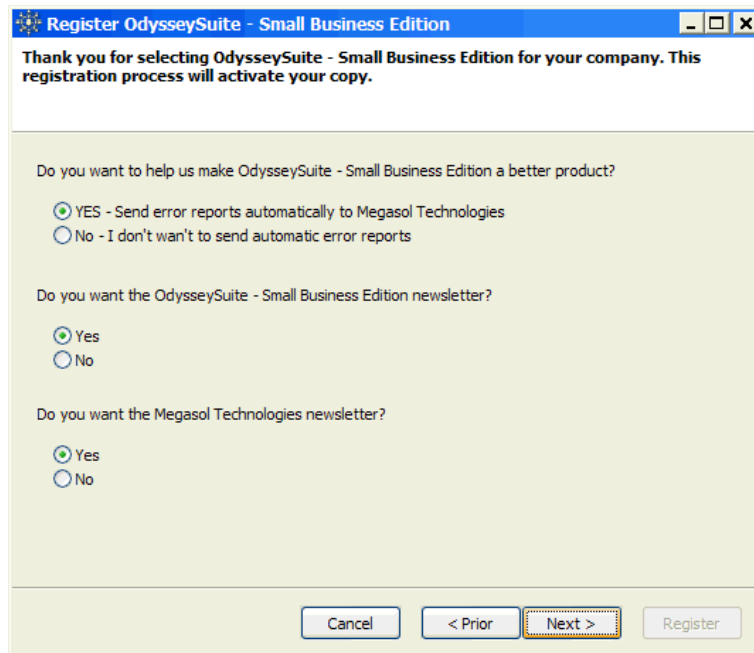 Register OdysseySuite - Small Business Edition
Thank you for selecting OdysseySuite - Small Business Edition for your company. This
registration process will activate your copy.
Do you want to help us make OdysseySuite - Small Business Edition a better product?
YES - Send error reports automatically to Megasol Technologies
No - I don't wan't to send automatic error reports
Do you want the OdysseySuite - Small Business Edition newsletter?
Yes
No
Do you want the Megasol Technologies newsletter?
Yes
No
Cancel < Prior Next > Register